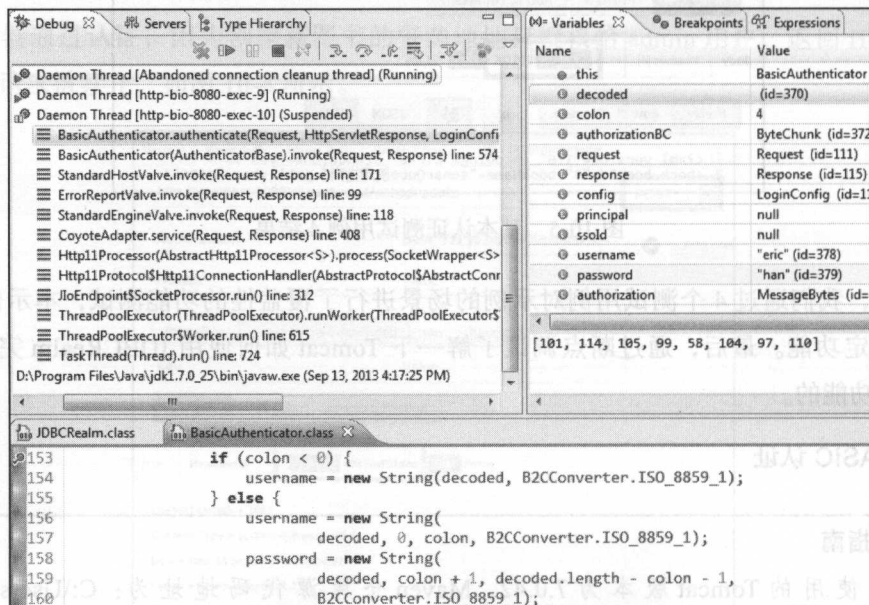 Debug Servers Type Hierarchy
Daemon Thread [Abandoned connection cleanup thread] (Running)
Daemon Thread [http-bio-8080-exec-9] (Running)
Daemon Thread [http-bio-8080-exec-10] (Suspended)
BasicAuthenticator.authenticate(Request, HttpServletResponse, LoginConfi
BasicAuthenticator(AuthenticatorBase).invoke(Request, Response) line: 574
StandardHostValve.invoke(Request, Response) line: 171
ErrorReportValve.invoke(Request, Response) line: 99
StandardEngineValve.invoke(Request, Response) line: 118
CoyoteAdapter.service(Request, Response) line: 408
Http11Processor(AbstractHttp11Processor<S>).process(SocketWrapper<S>
Http11Protocol$Http11ConnectionHandler(AbstractProtocol$AbstractConr
JIoEndpoint$SocketProcessor.run() line: 312
ThreadPoolExecutor(ThreadPoolExecutor).runWorker(ThreadPoolExecutor$
ThreadPoolExecutor$Worker.run() line: 615
TaskThread(Thread).run() line: 724
D:\Program Files\Java\jdk1.7.0_25\bin\javaw.exe (Sep 13, 2013 4:17:25 PM)
(x)= Variables Breakpoints Expressions
Name Value
this BasicAuthenticator
decoded (id=370)
colon 4
authorizationBC ByteChunk (id=372
request Request (id=111)
response Response (id=115)
config LoginConfig (id=13
principal null
ssoId null
username "eric" (id=378)
password "han" (id=379)
authorization MessageBytes (id=
[101, 114, 105, 99, 58, 104, 97, 110]
JDBCRealm.class BasicAuthenticator.class
153 if (colon < 0) {
154 username = new String(decoded, B2CConverter.ISO_8859_1);
155 } else {
156 username = new String(
157 decoded, 0, colon, B2CConverter.ISO_8859_1);
158 password = new String(
159 decoded, colon + 1, decoded.length - colon - 1,
160 B2CConverter.ISO_8859_1);